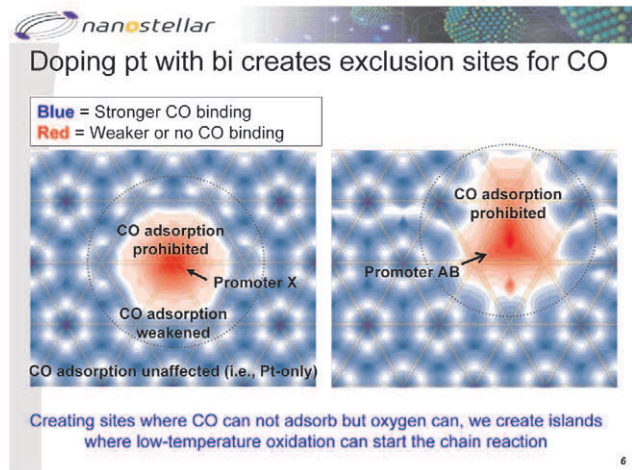 nanostellar
Doping pt with bi creates exclusion sites for CO
Blue = Stronger CO binding
Red = Weaker or no CO binding
CO adsorption
prohibited
Promoter X
CO adsorption
weakened
CO adsorption unaffected (i.e., Pt-only)
CO adsorption
prohibited
Promoter AB
Creating sites where CO can not adsorb but oxygen can, we create islands
where low-temperature oxidation can start the chain reaction
6